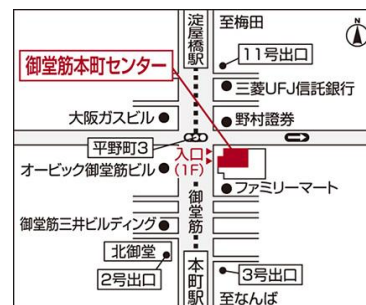 淀屋橋駅
至梅田
N
11号出口
御堂筋本町センター
三菱UFJ信託銀行
大阪ガスビル
野村證券
平野町3
入口
(1F)
オービック御堂筋ビル
ファミリーマート
御堂筋
御堂筋三井ビルディング
北御堂
2号出口
本町駅
3号出口
至なんば